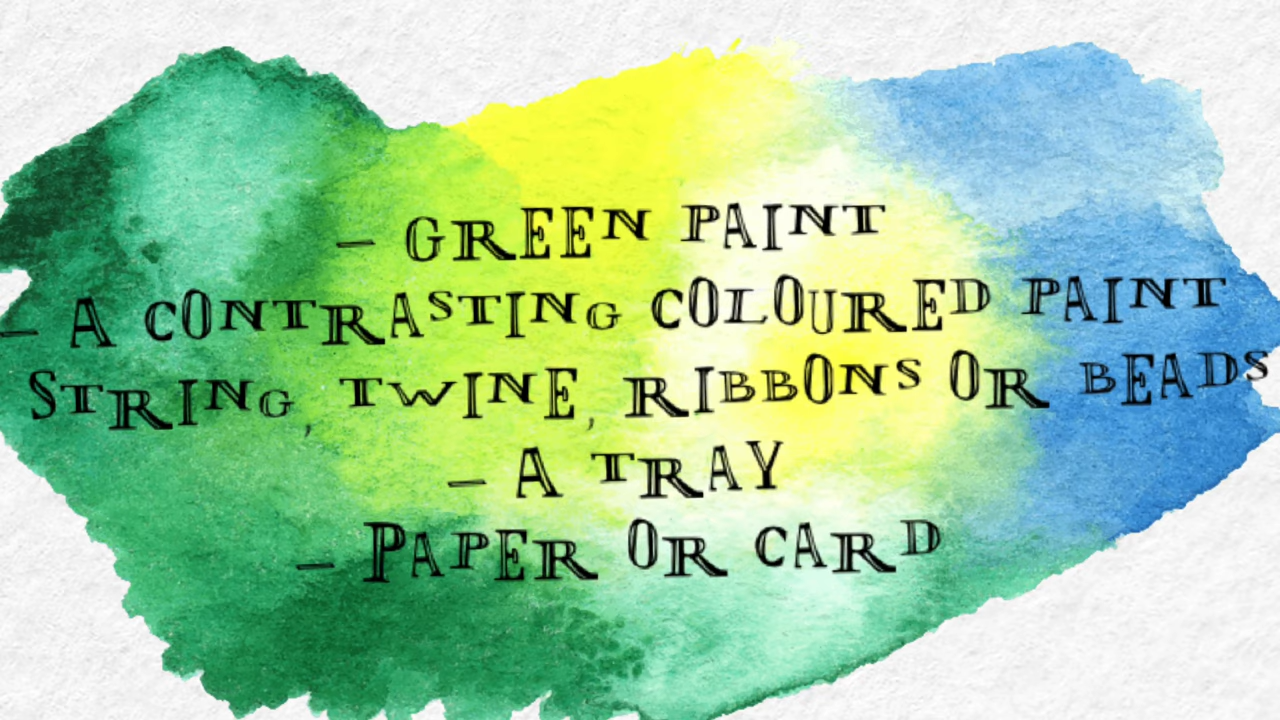 - GREEN PAINT
- A CONTRASTING COLOURED PAINT
STRING, TWINE, RIBBONS OR BEADS
- A TRAY
- PAPER OR CARD